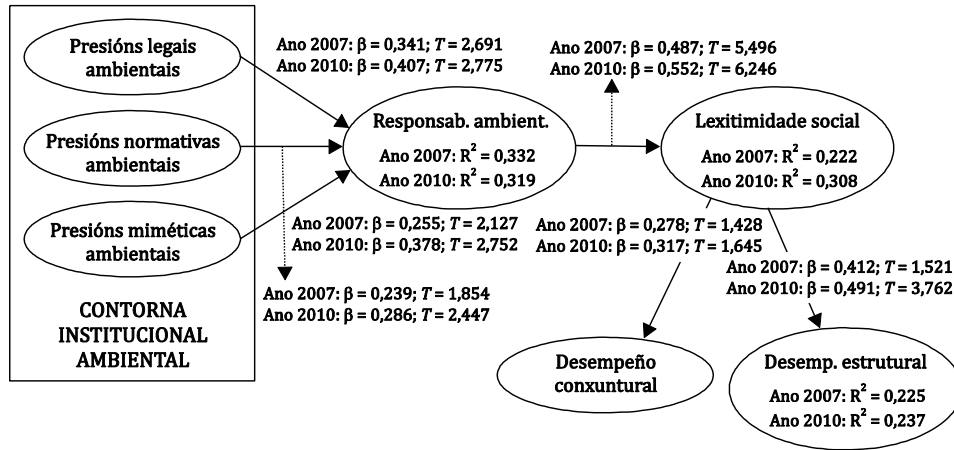 Presións legais
ambientais
Ano 2007: β = 0,341; T = 2,691
Ano 2010: β = 0,407; T = 2,775
Ano 2007: β = 0,487; T = 5,496
Ano 2010: β = 0,552; T = 6,246
Presións normativas
ambientais
Responsab. ambient.
Ano 2007: R² = 0,332
Ano 2010: R² = 0,319
Lexitimidade social
Ano 2007: R² = 0,222
Ano 2010: R² = 0,308
Presións miméticas
ambientais
Ano 2007: β = 0,255; T = 2,127
Ano 2010: β = 0,378; T = 2,752
Ano 2007: β = 0,278; T = 1,428
Ano 2010: β = 0,317; T = 1,645
Ano 2007: β = 0,412; T = 1,521
Ano 2010: β = 0,491; T = 3,762
Ano 2007: β = 0,239; T = 1,854
Ano 2010: β = 0,286; T = 2,447
CONTORNA
INSTITUCIONAL
AMBIENTAL
Desempeño
conxuntural
Desemp. estrutural
Ano 2007: R² = 0,225
Ano 2010: R² = 0,237